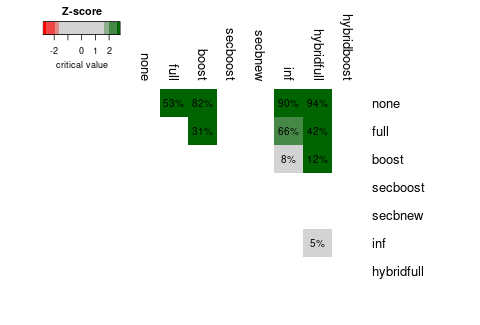 Z-score
-2 0 1 2
critical value
none
full
boost
secboost
secbnew
inf
hybridfull
hybridboost
53% 82% 90% 94% none
31% 66% 42% full
8% 12% boost
secboost
secbnew
5% inf
hybridfull